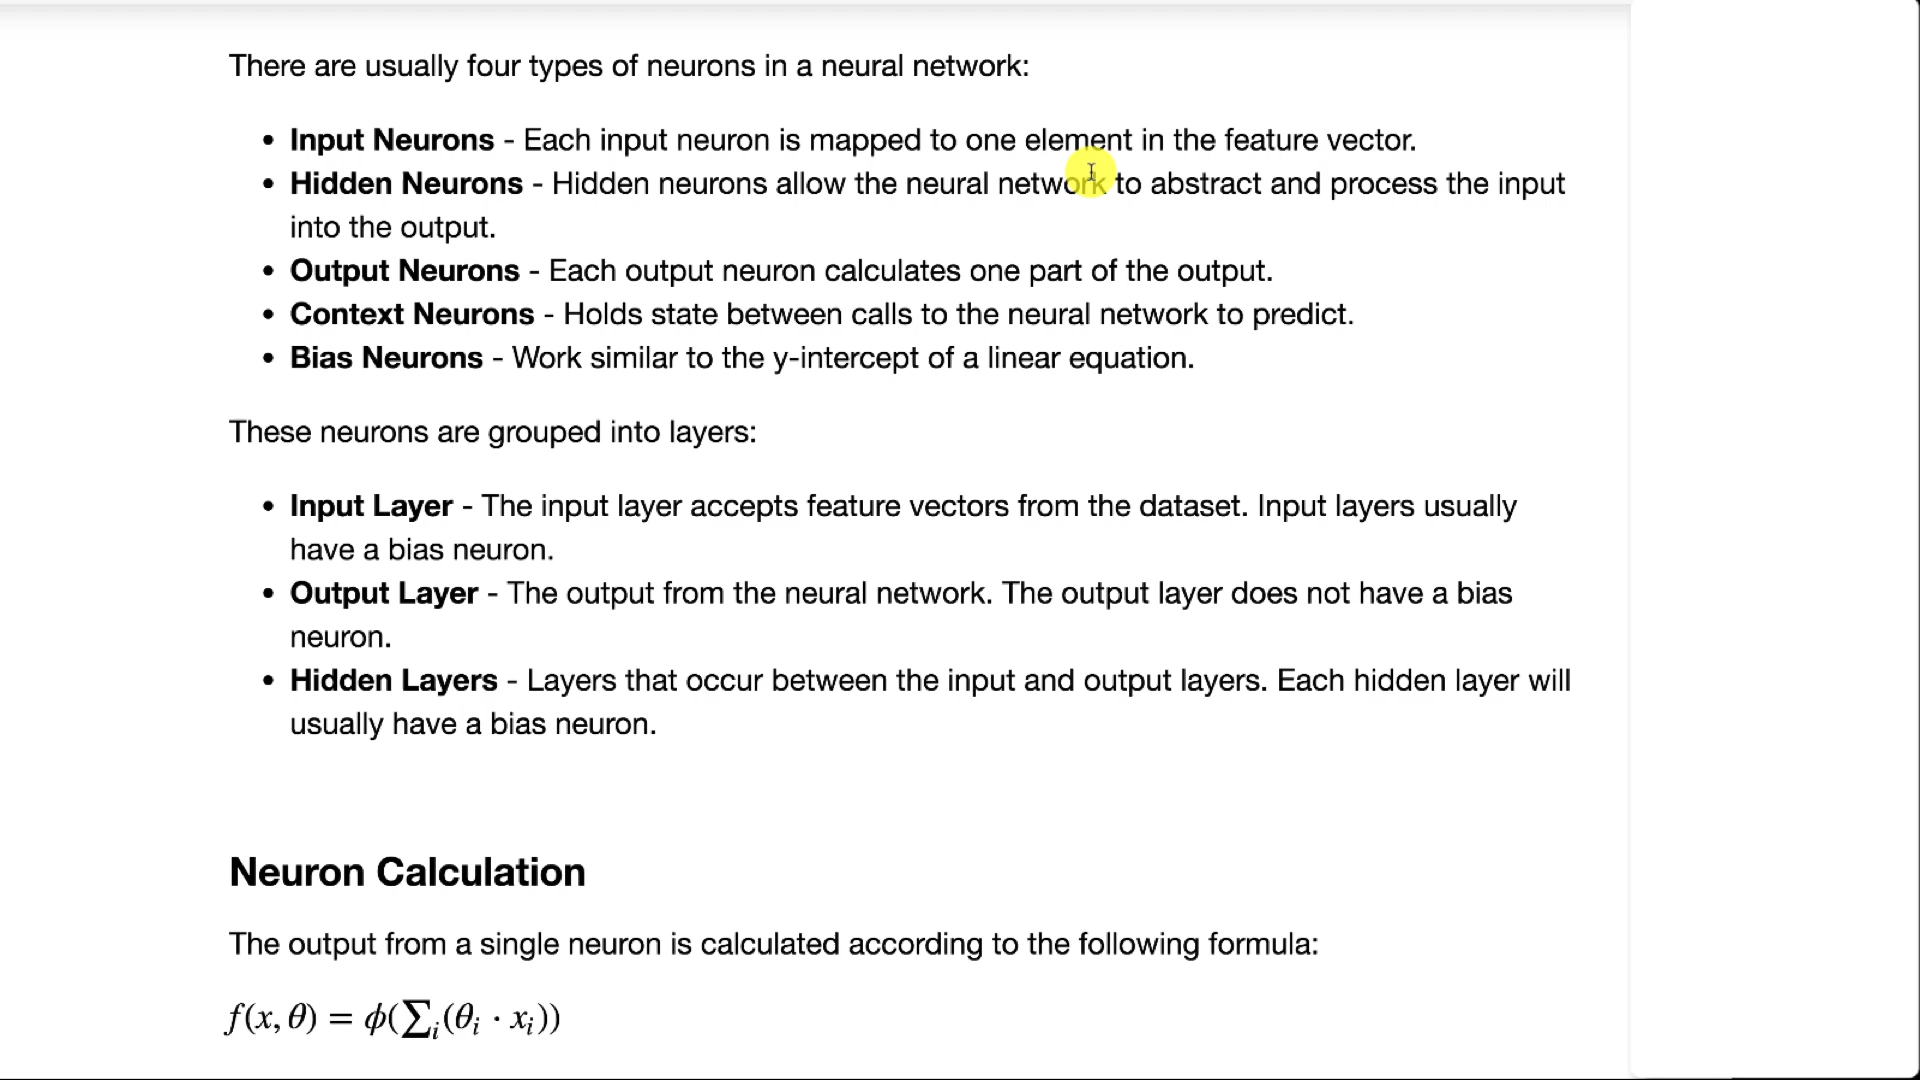 There are usually four types of neurons in a neural network:
• Input Neurons - Each input neuron is mapped to one element in the feature vector.
• Hidden Neurons - Hidden neurons allow the neural network to abstract and process the input
into the output.
• Output Neurons - Each output neuron calculates one part of the output.
• Context Neurons - Holds state between calls to the neural network to predict.
• Bias Neurons - Work similar to the y-intercept of a linear equation.
These neurons are grouped into layers:
• Input Layer - The input layer accepts feature vectors from the dataset. Input layers usually
have a bias neuron.
• Output Layer - The output from the neural network. The output layer does not have a bias
neuron.
• Hidden Layers - Layers that occur between the input and output layers. Each hidden layer will
usually have a bias neuron.
Neuron Calculation
The output from a single neuron is calculated according to the following formula:
f(x, θ) = ϕ(∑ᵢ(θᵢ · xᵢ))